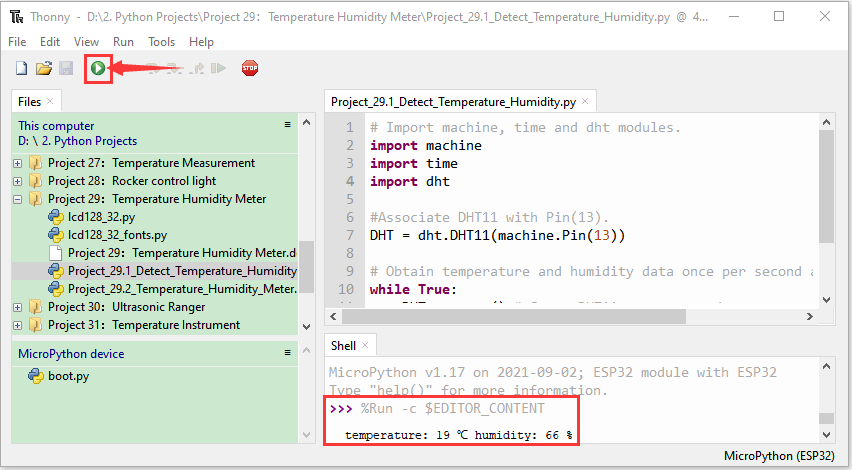 Thonny - D:\2. Python Projects\Project 29：Temperature Humidity Meter\Project_29.1_Detect_Temperature_Humidity.py @ 4...
File Edit View Run Tools Help
STOP
Files
This computer
D: \ 2. Python Projects
Project 27：Temperature Measurement
Project 28：Rocker control light
Project 29：Temperature Humidity Meter
lcd128_32.py
lcd128_32_fonts.py
Project 29：Temperature Humidity Meter.d
Project_29.1_Detect_Temperature_Humidity
Project_29.2_Temperature_Humidity_Meter.
Project 30：Ultrasonic Ranger
Project 31：Temperature Instrument
MicroPython device
boot.py
Project_29.1_Detect_Temperature_Humidity.py
1 # Import machine, time and dht modules.
2 import machine
3 import time
4 import dht
5
6 #Associate DHT11 with Pin(13).
7 DHT = dht.DHT11(machine.Pin(13))
8
9 # Obtain temperature and humidity data once per second a
10 while True:
Shell
MicroPython v1.17 on 2021-09-02; ESP32 module with ESP32
Type "help()" for more information.
>>> %Run -c $EDITOR_CONTENT
temperature: 19 ℃ humidity: 66 %
MicroPython (ESP32)